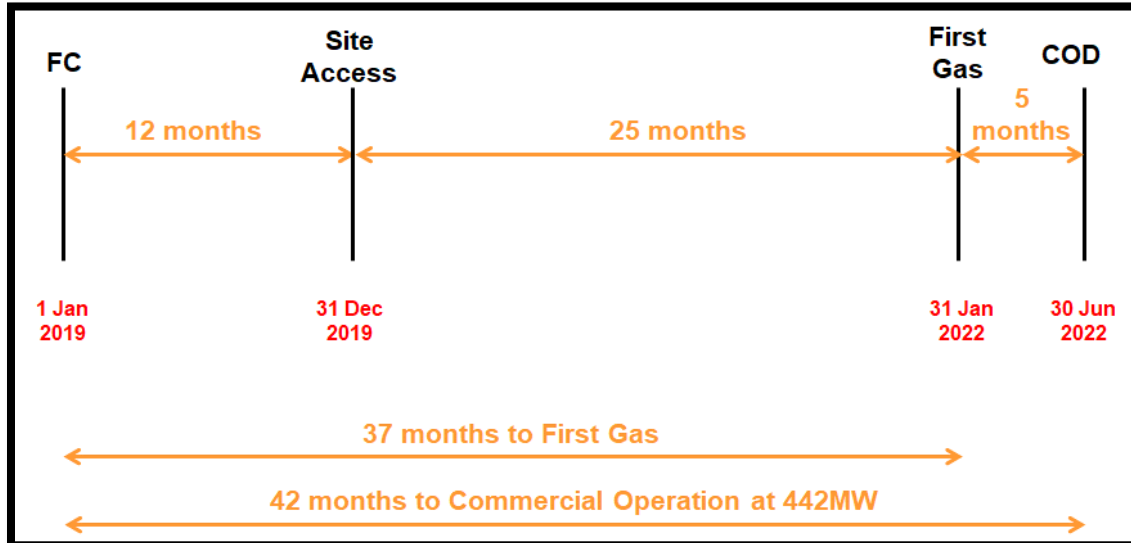 FC
Site
Access
First
Gas
COD
12 months
25 months
5
months
1 Jan
2019
31 Dec
2019
31 Jan
2022
30 Jun
2022
37 months to First Gas
42 months to Commercial Operation at 442MW